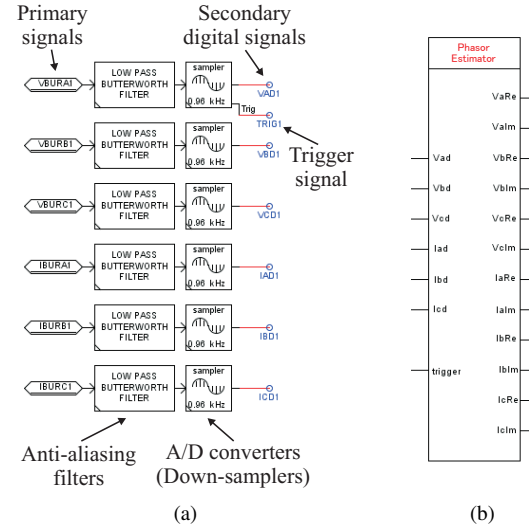 Primary
signals
Secondary
digital signals
VBURA1
LOW PASS
BUTTERWORTH
FILTER
sampler
0.96 kHz
VAD1
Trig
TRIG1
Trigger
signal
VBURB1
LOW PASS
BUTTERWORTH
FILTER
sampler
0.96 kHz
VBD1
VBURC1
LOW PASS
BUTTERWORTH
FILTER
sampler
0.96 kHz
VCD1
IBURA1
LOW PASS
BUTTERWORTH
FILTER
sampler
0.96 kHz
IAD1
IBURB1
LOW PASS
BUTTERWORTH
FILTER
sampler
0.96 kHz
IBD1
IBURC1
LOW PASS
BUTTERWORTH
FILTER
sampler
0.96 kHz
ICD1
Anti-aliasing
filters
A/D converters
(Down-samplers)
(a)
Phasor
Estimator
Vad
Vbd
Vcd
Iad
Ibd
Icd
trigger
VaRe
VaIm
VbRe
VbIm
VcRe
VcIm
IaRe
IaIm
IbRe
IbIm
IcRe
IcIm
(b)